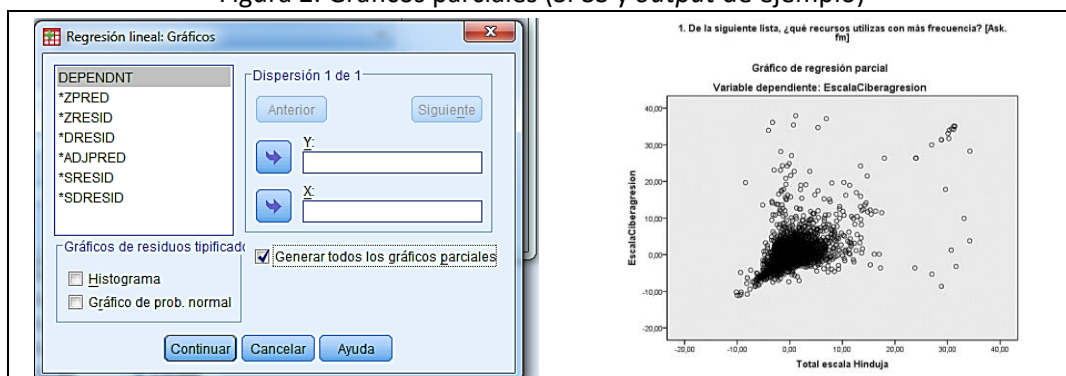 Figura 2. Gráficos parciales (SPSS y output de ejemplo)
Regresión lineal: Gráficos
DEPENDNT
*ZPRED
*ZRESID
*DRESID
*ADJPRED
*SRESID
*SDRESID
Dispersión 1 de 1
Anterior
Siguiente
Y:
X:
Gráficos de residuos tipificado
Histograma
Gráfico de prob. normal
Generar todos los gráficos parciales
Continuar
Cancelar
Ayuda
1. De la siguiente lista, ¿qué recursos utilizas con más frecuencia? [Ask.
fm]
Gráfico de regresión parcial
Variable dependiente: EscalaCiberagresion
EscalaCiberagresion
40,00
30,00
20,00
10,00
0,00
-10,00
-20,00
-20,00 -10,00 0,00 10,00 20,00 30,00 40,00
Total escala Hinduja